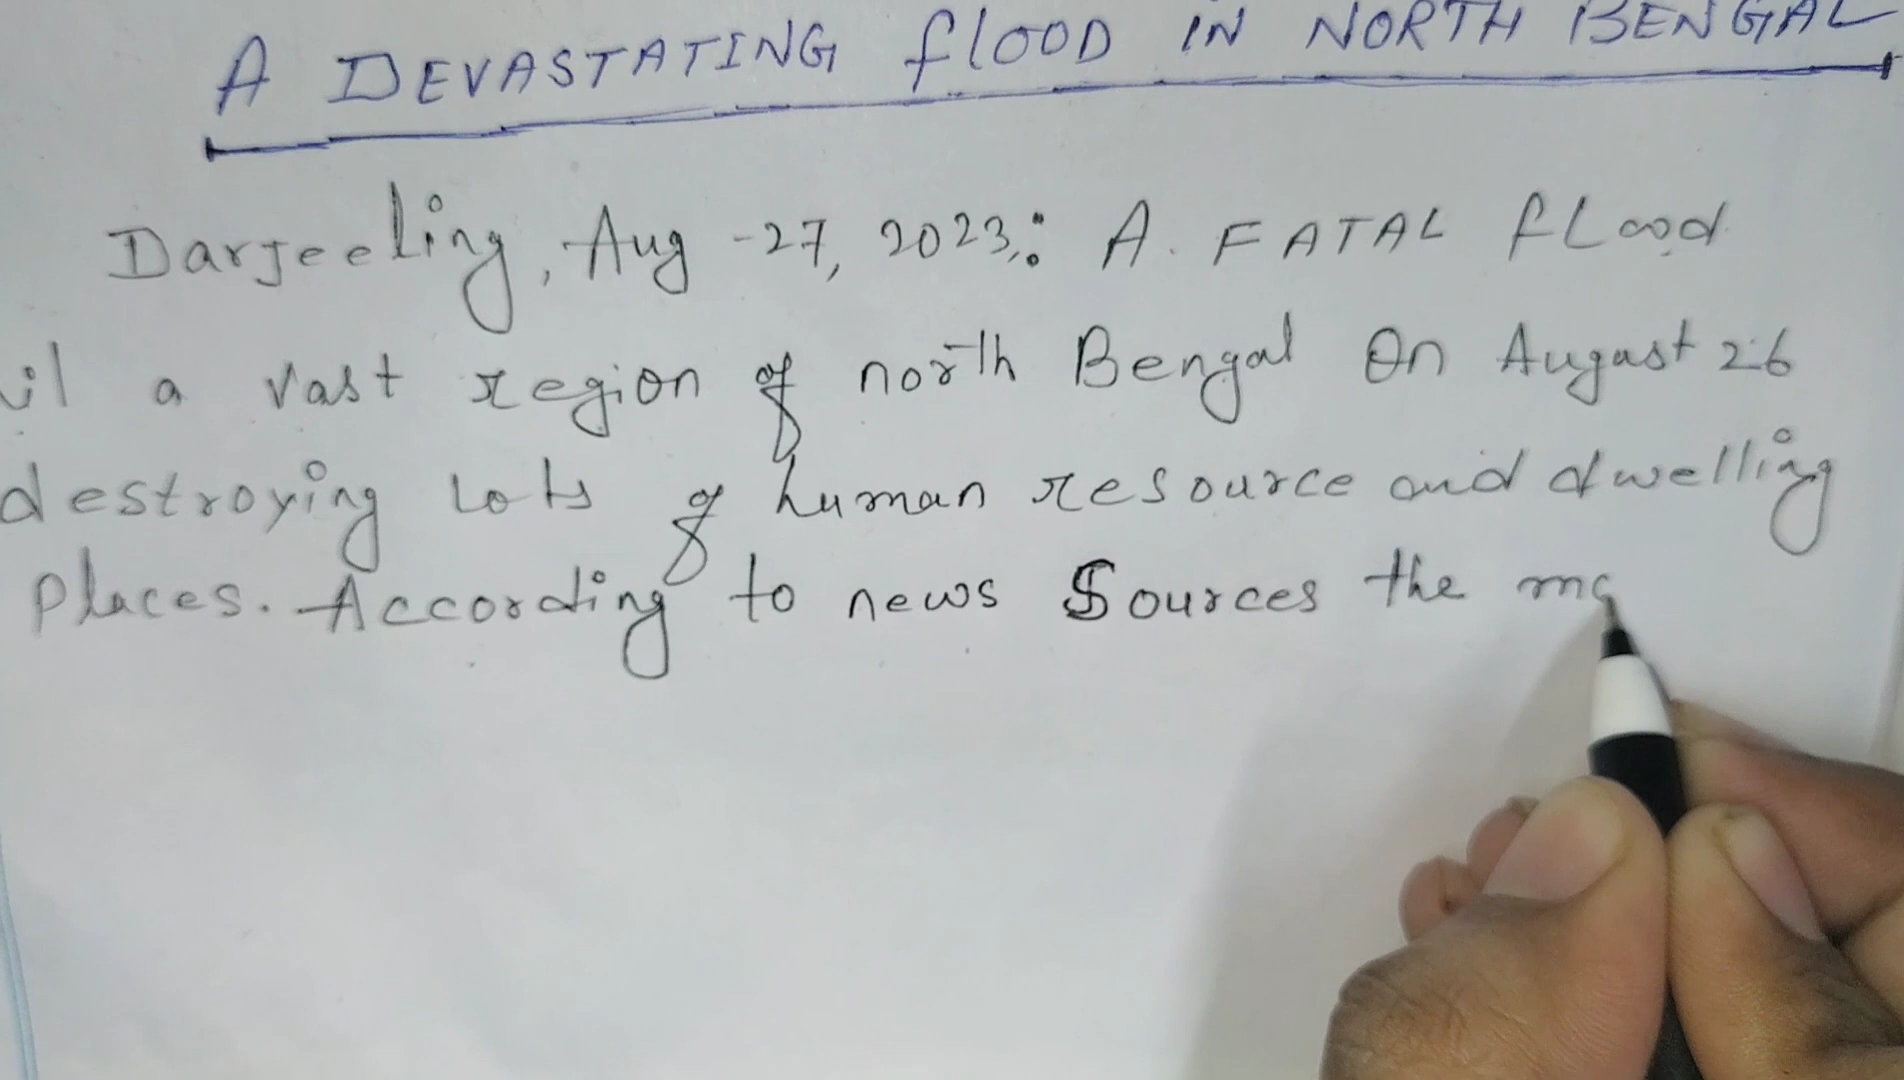 A DEVASTATING flOOD IN NORTH BENGAL
Darjeeling, Aug -27, 2023,: A. FATAL flood
a vast region of north Bengal On August 26
destroying lots of human resource and dwelling
places. According to news Sources the